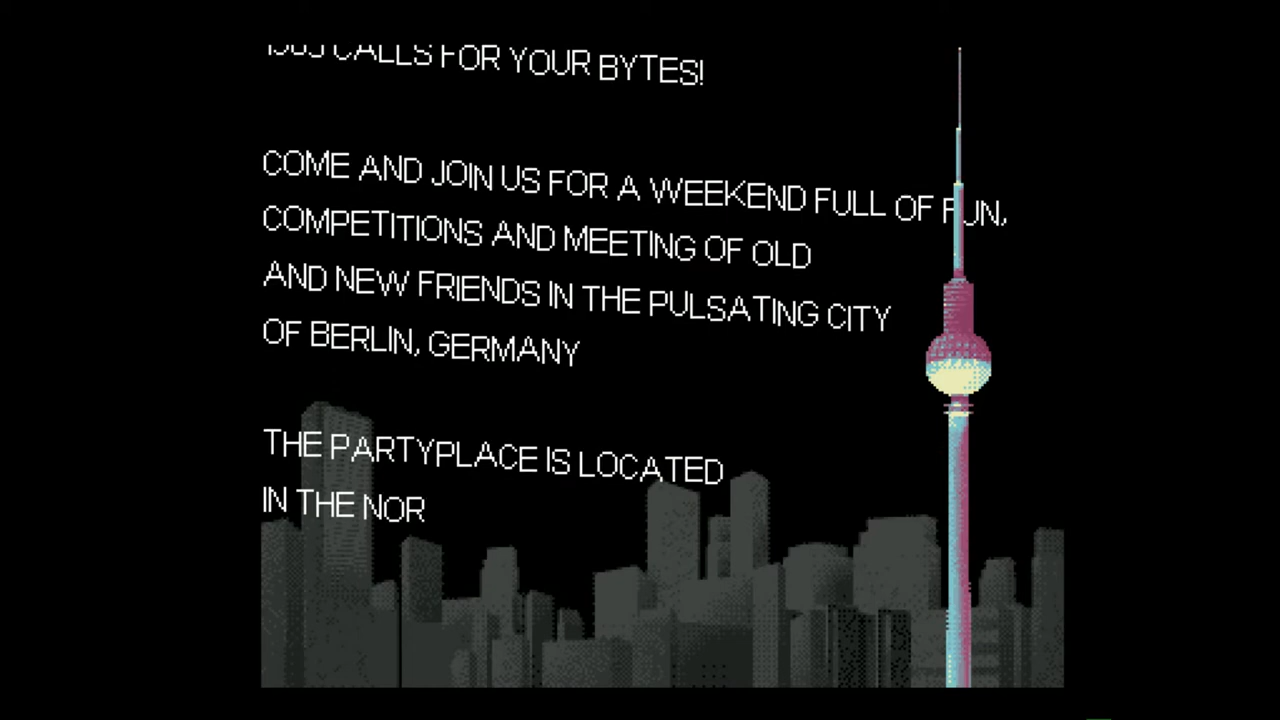 CALLS FOR YOUR BYTES!
COME AND JOIN US FOR A WEEKEND FULL OF FUN,
COMPETITIONS AND MEETING OF OLD
AND NEW FRIENDS IN THE PULSATING CITY
OF BERLIN, GERMANY
THE PARTYPLACE IS LOCATED
IN THE NOR